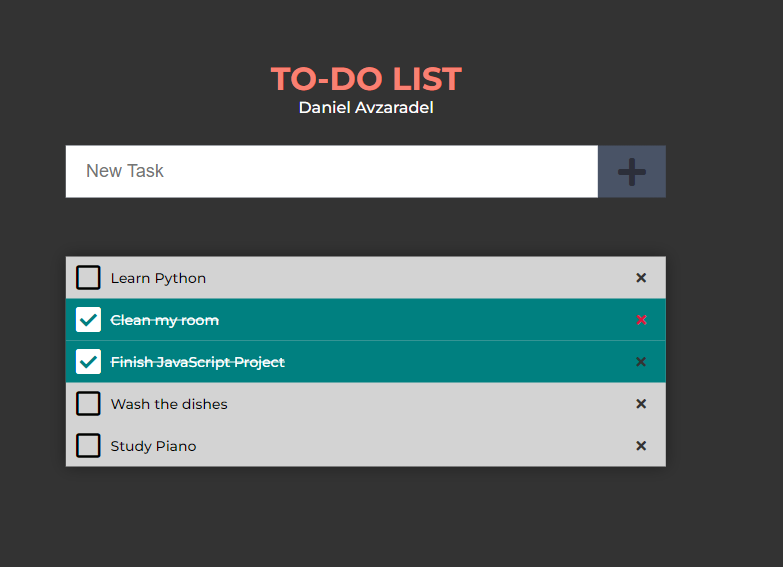 TO-DO LIST
Daniel Avzaradel
New Task
Learn Python
Clean my room
Finish JavaScript Project
Wash the dishes
Study Piano